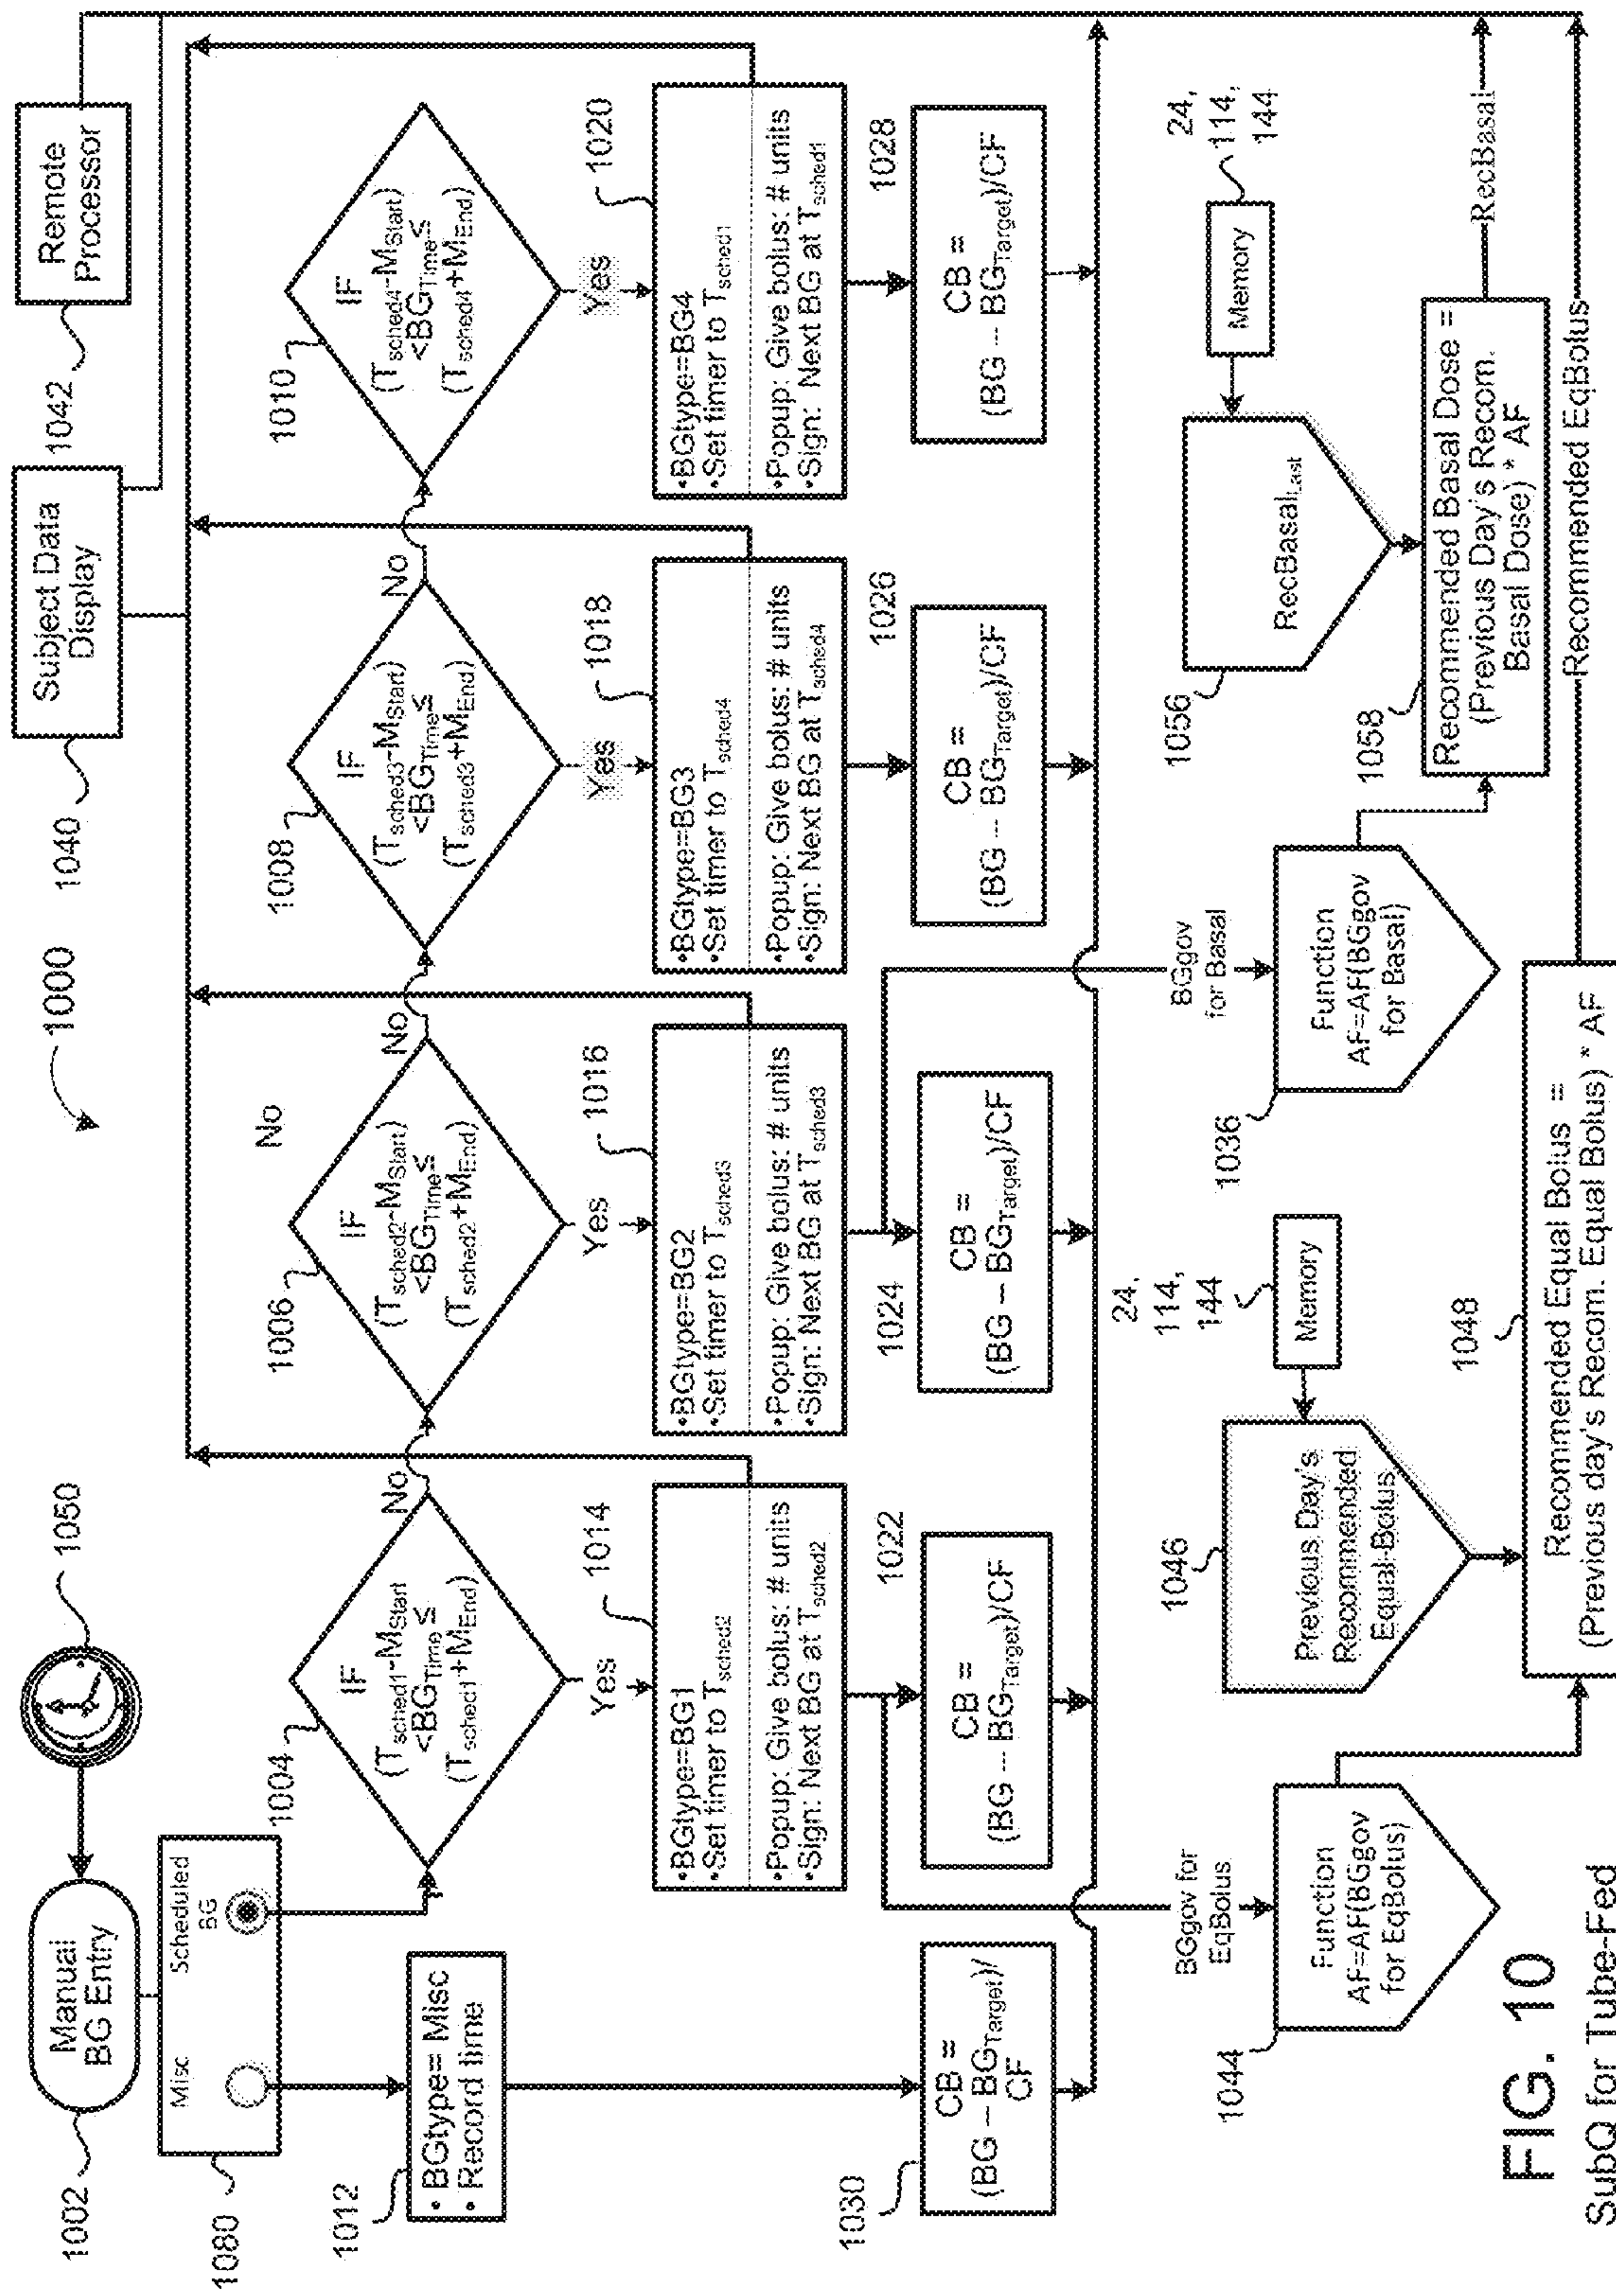 1000
Manual
BG Entry
1002
1050
Subject Data
Display
1040
Remote
Processor
1042
Misc
Scheduled
BG
1080
1004
IF
(Tsched1-MStart
<BGTime≤
(Tsched1+MEnd)
No
Yes
1006
IF
(Tsched2-MStart)
<BGTime≤
(Tsched2+MEnd)
No
No
Yes
1008
IF
(Tsched3-MStart)
<BGTime≤
(Tsched3+MEnd)
No
Yes
1010
IF
(Tsched4-MStart)
<BGTime≤
(Tsched4+MEnd)
Yes
1012
• BGtype= Misc
• Record time
1014
•BGtype=BG1
•Set timer to Tsched2
•Popup: Give bolus: # units
•Sign: Next BG at Tsched2
1016
•BGtype=BG2
•Set timer to Tsched3
•Popup: Give bolus: # units
•Sign: Next BG at Tsched3
1018
•BGtype=BG3
•Set timer to Tsched4
•Popup: Give bolus: # units
•Sign: Next BG at Tsched4
1020
•BGtype=BG4
•Set timer to Tsched1
•Popup: Give bolus: # units
•Sign: Next BG at Tsched1
1030
CB =
(BG – BGTarget)/
CF
1022
CB =
(BG – BGTarget)/CF
1024
CB =
(BG – BGTarget)/CF
1026
CB =
(BG – BGTarget)/CF
1028
CB =
(BG – BGTarget)/CF
BGgov for
EqBolus
1044
Function
AF=AF(BGgov
for EqBolus)
1046
Previous Day's
Recommended
Equal-Bolus
24,
114,
144
Memory
1048
Recommended Equal Bolus =
(Previous day's Recom. Equal Bolus) * AF
Recommended EqBolus
BGgov
for Basal
1036
Function
AF=AF(BGgov
for Basal)
1056
RecBasalLast
24,
114,
144
Memory
1058
Recommended Basal Dose =
(Previous Day's Recom.
Basal Dose) * AF
RecBasal
FIG. 10
SubQ for Tube-Fed